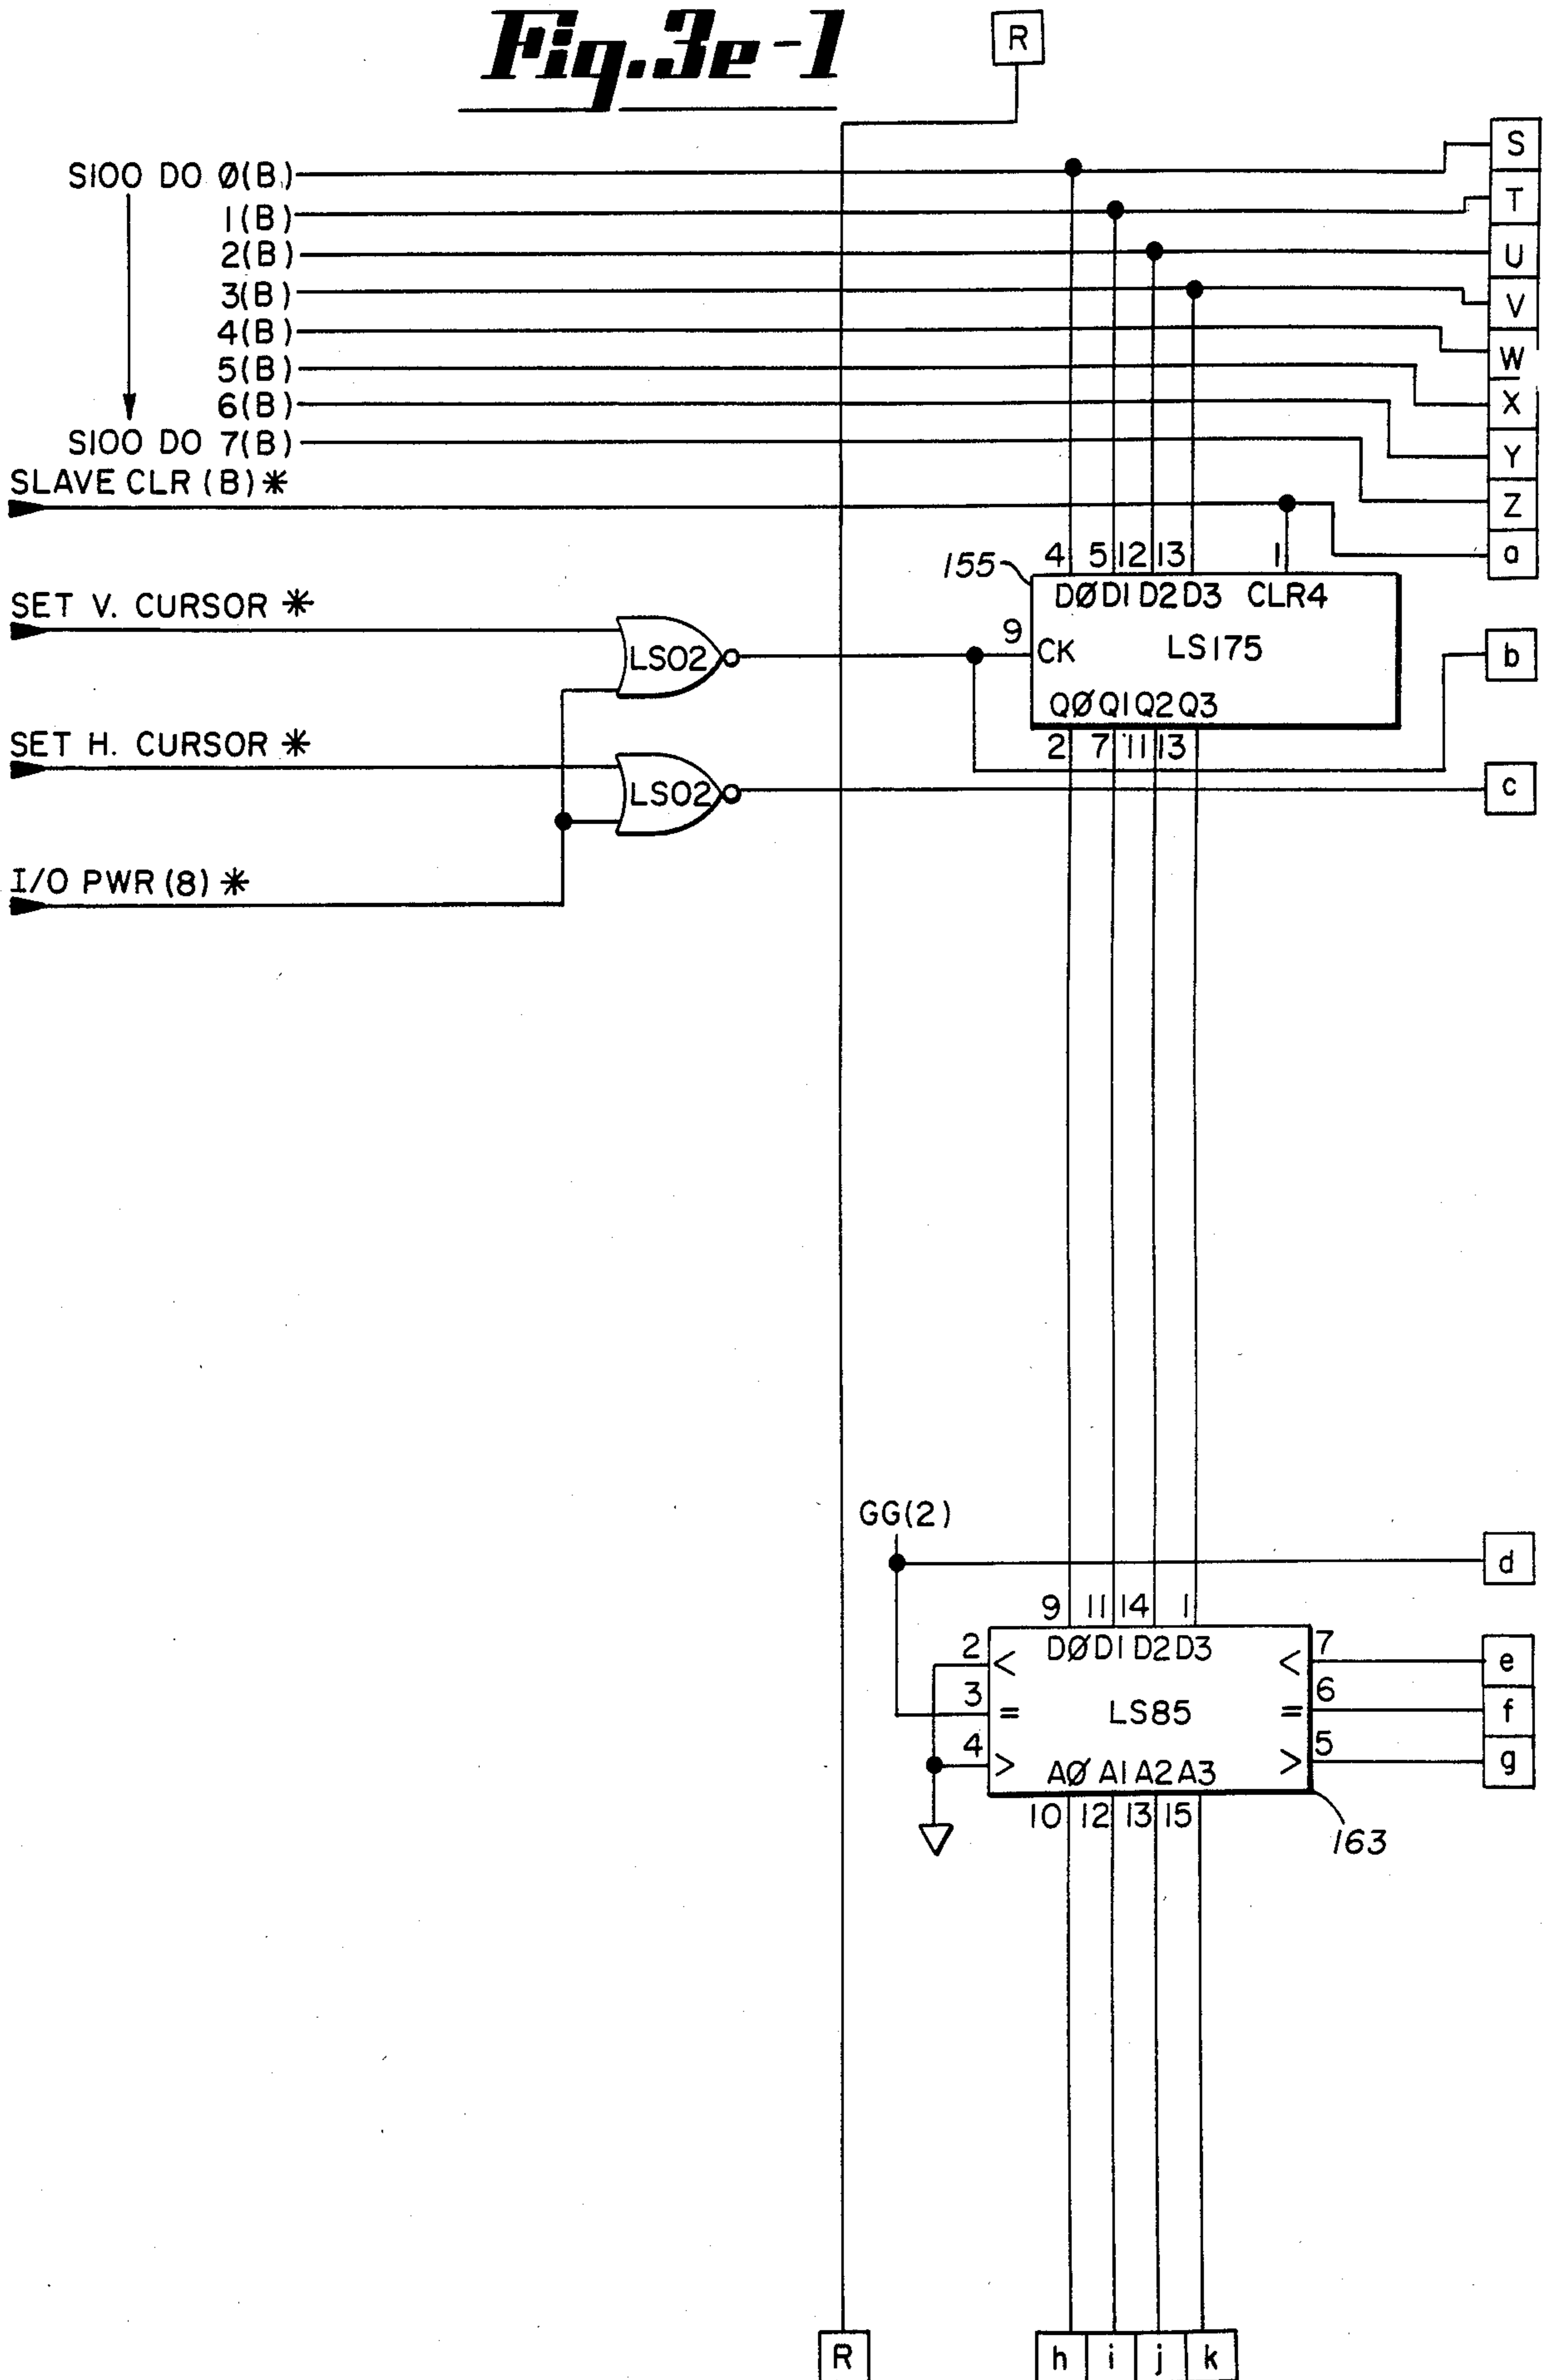 Fig. 3e-1
R
S100 DO Ø(B)
1(B)
2(B)
3(B)
4(B)
5(B)
6(B)
S100 DO 7(B)
S
T
U
V
W
X
Y
Z
a
SLAVE CLR (B) *
155
4 5 12 13 1
DØ D1 D2 D3 CLR4
9 CK LS175
QØ Q1 Q2 Q3
2 7 11 13
SET V. CURSOR *
LS02
b
SET H. CURSOR *
LS02
c
I/O PWR (8) *
GG(2)
d
9 11 14 1
DØ D1 D2 D3
2 < < 7
e
3 = LS85 = 6
f
4 > > 5
g
AØ A1 A2 A3
10 12 13 15
163
R
h i j k